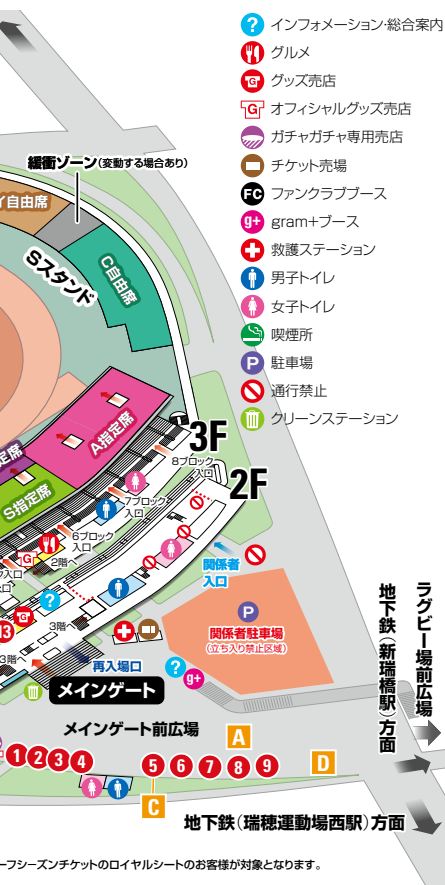 ? インフォメーション・総合案内
グルメ
G グッズ売店
G オフィシャルグッズ売店
ガチャガチャ専用売店
チケット売場
FC ファンクラブブース
g+ gram+ブース
救護ステーション
男子トイレ
女子トイレ
喫煙所
P 駐車場
通行禁止
クリーンステーション
緩衝ゾーン(変動する場合あり)
イ自由席
Sスタンド
C自由席
A指定席
定席
S指定席
3F
8ブロック
入口
2F
7ブロック
入口
6ブロック
入口
2階へ
G
入口
?
G
13
3階へ
3階へ
関係者
入口
P
関係者駐車場
(立ち入り禁止区域)
再入場口
? g+
メインゲート
メインゲート前広場
A
1 2 3 4
5 6 7 8 9
D
C
地下鉄(新瑞橋駅)方面
ラグビー場前広場
地下鉄(瑞穂運動場西駅)方面
ーフシーズンチケットのロイヤルシートのお客様が対象となります。